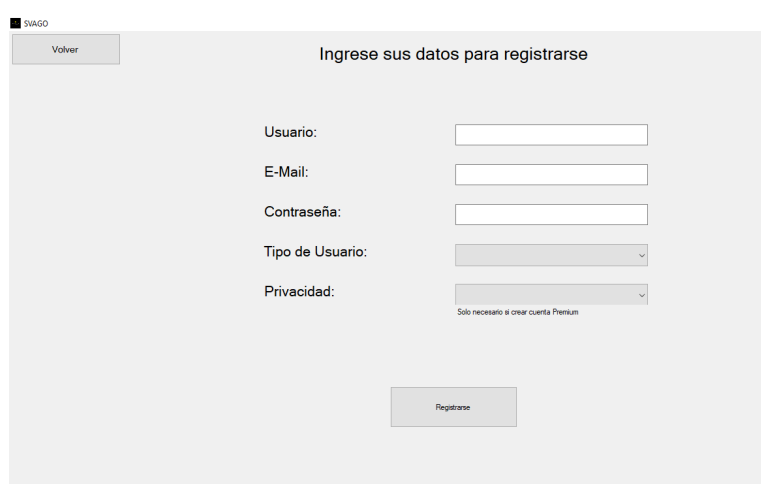 SVAGO
Volver
Ingrese sus datos para registrarse
Usuario:
E-Mail:
Contraseña:
Tipo de Usuario:
Privacidad:
Solo necesario si crear cuenta Premium
Registrarse